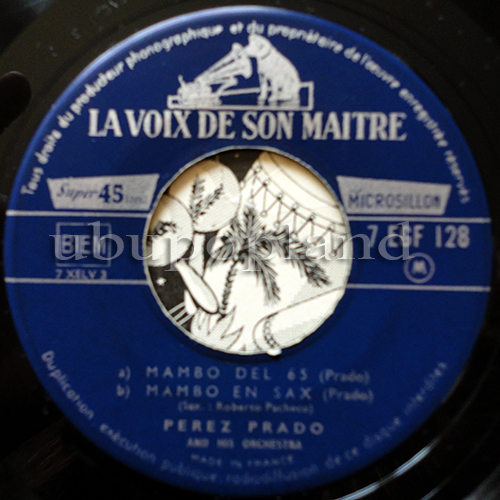 Tous droits du producteur phonographique et du propriétaire de l'œuvre enregistrée réservés
LA VOIX DE SON MAITRE
Super 45
MICROSILLON
BIEM
7 EGF 128
7 XELV 3
M
ubupopland
a) MAMBO DEL 65 (Prado)
b) MAMBO EN SAX (Prado)
Roberto Pacheco)
PEREZ PRADO
AND HIS ORCHESTRA
MADE IN FRANCE
Duplication, exécution publique, radiodiffusion de ce disque interdites